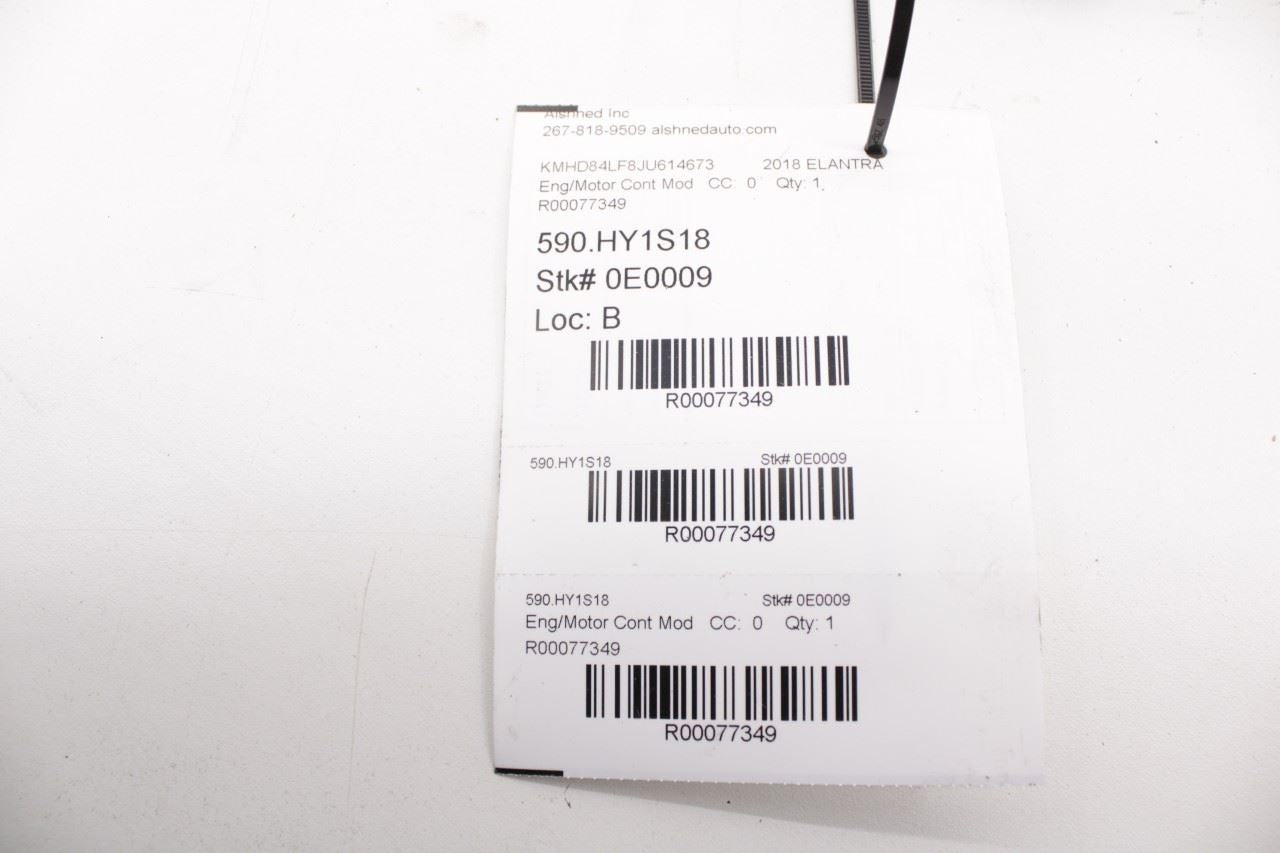 Alshned Inc
267-818-9509 alshnedauto.com
KMHD84LF8JU614673 2018 ELANTRA
Eng/Motor Cont Mod CC: 0 Qty: 1
R00077349
590.HY1S18
Stk# 0E0009
Loc: B
R00077349
590.HY1S18 Stk# 0E0009
R00077349
590.HY1S18 Stk# 0E0009
Eng/Motor Cont Mod CC: 0 Qty: 1
R00077349
R00077349